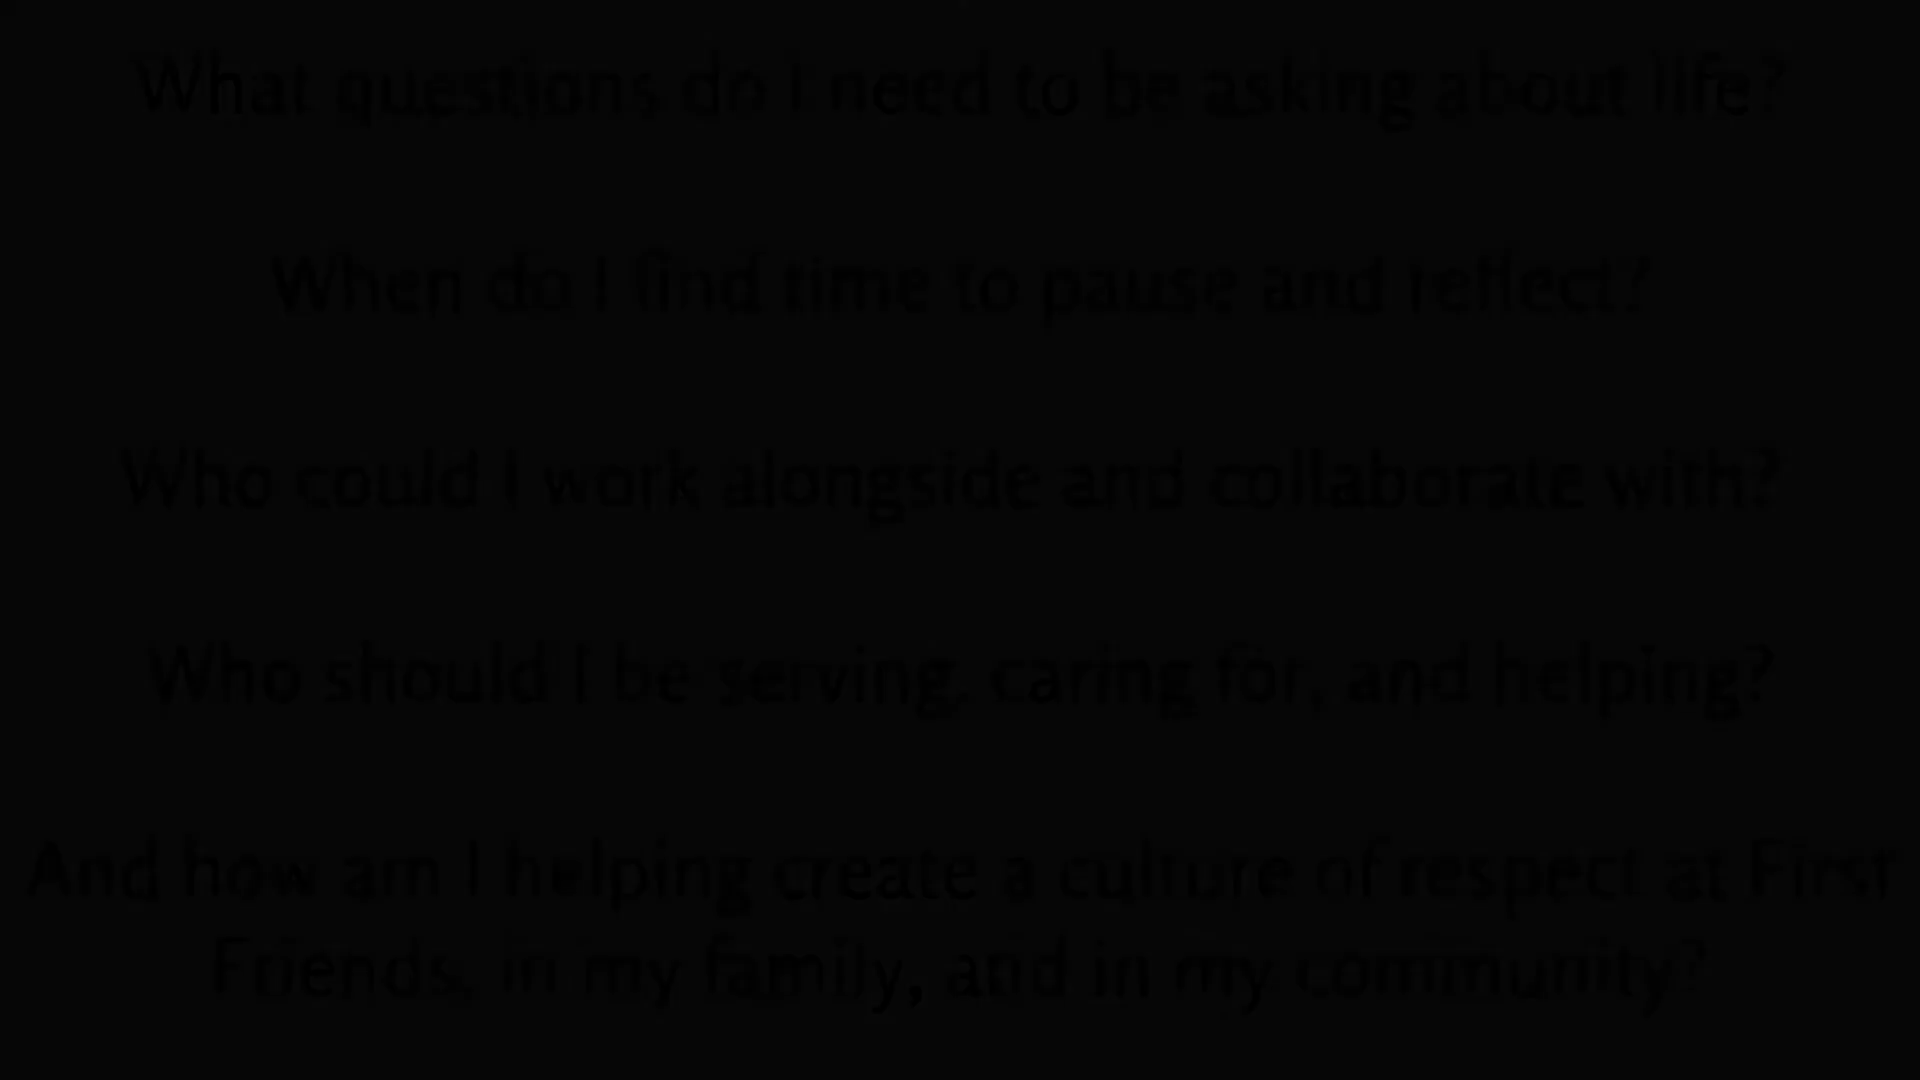 What questions do I need to be asking about life?
When do I find time to pause and reflect?
Who could I work alongside and collaborate with?
Who should I be serving, caring for, and helping?
And how am I helping create a culture of respect at First
Friends, in my family, and in my community?